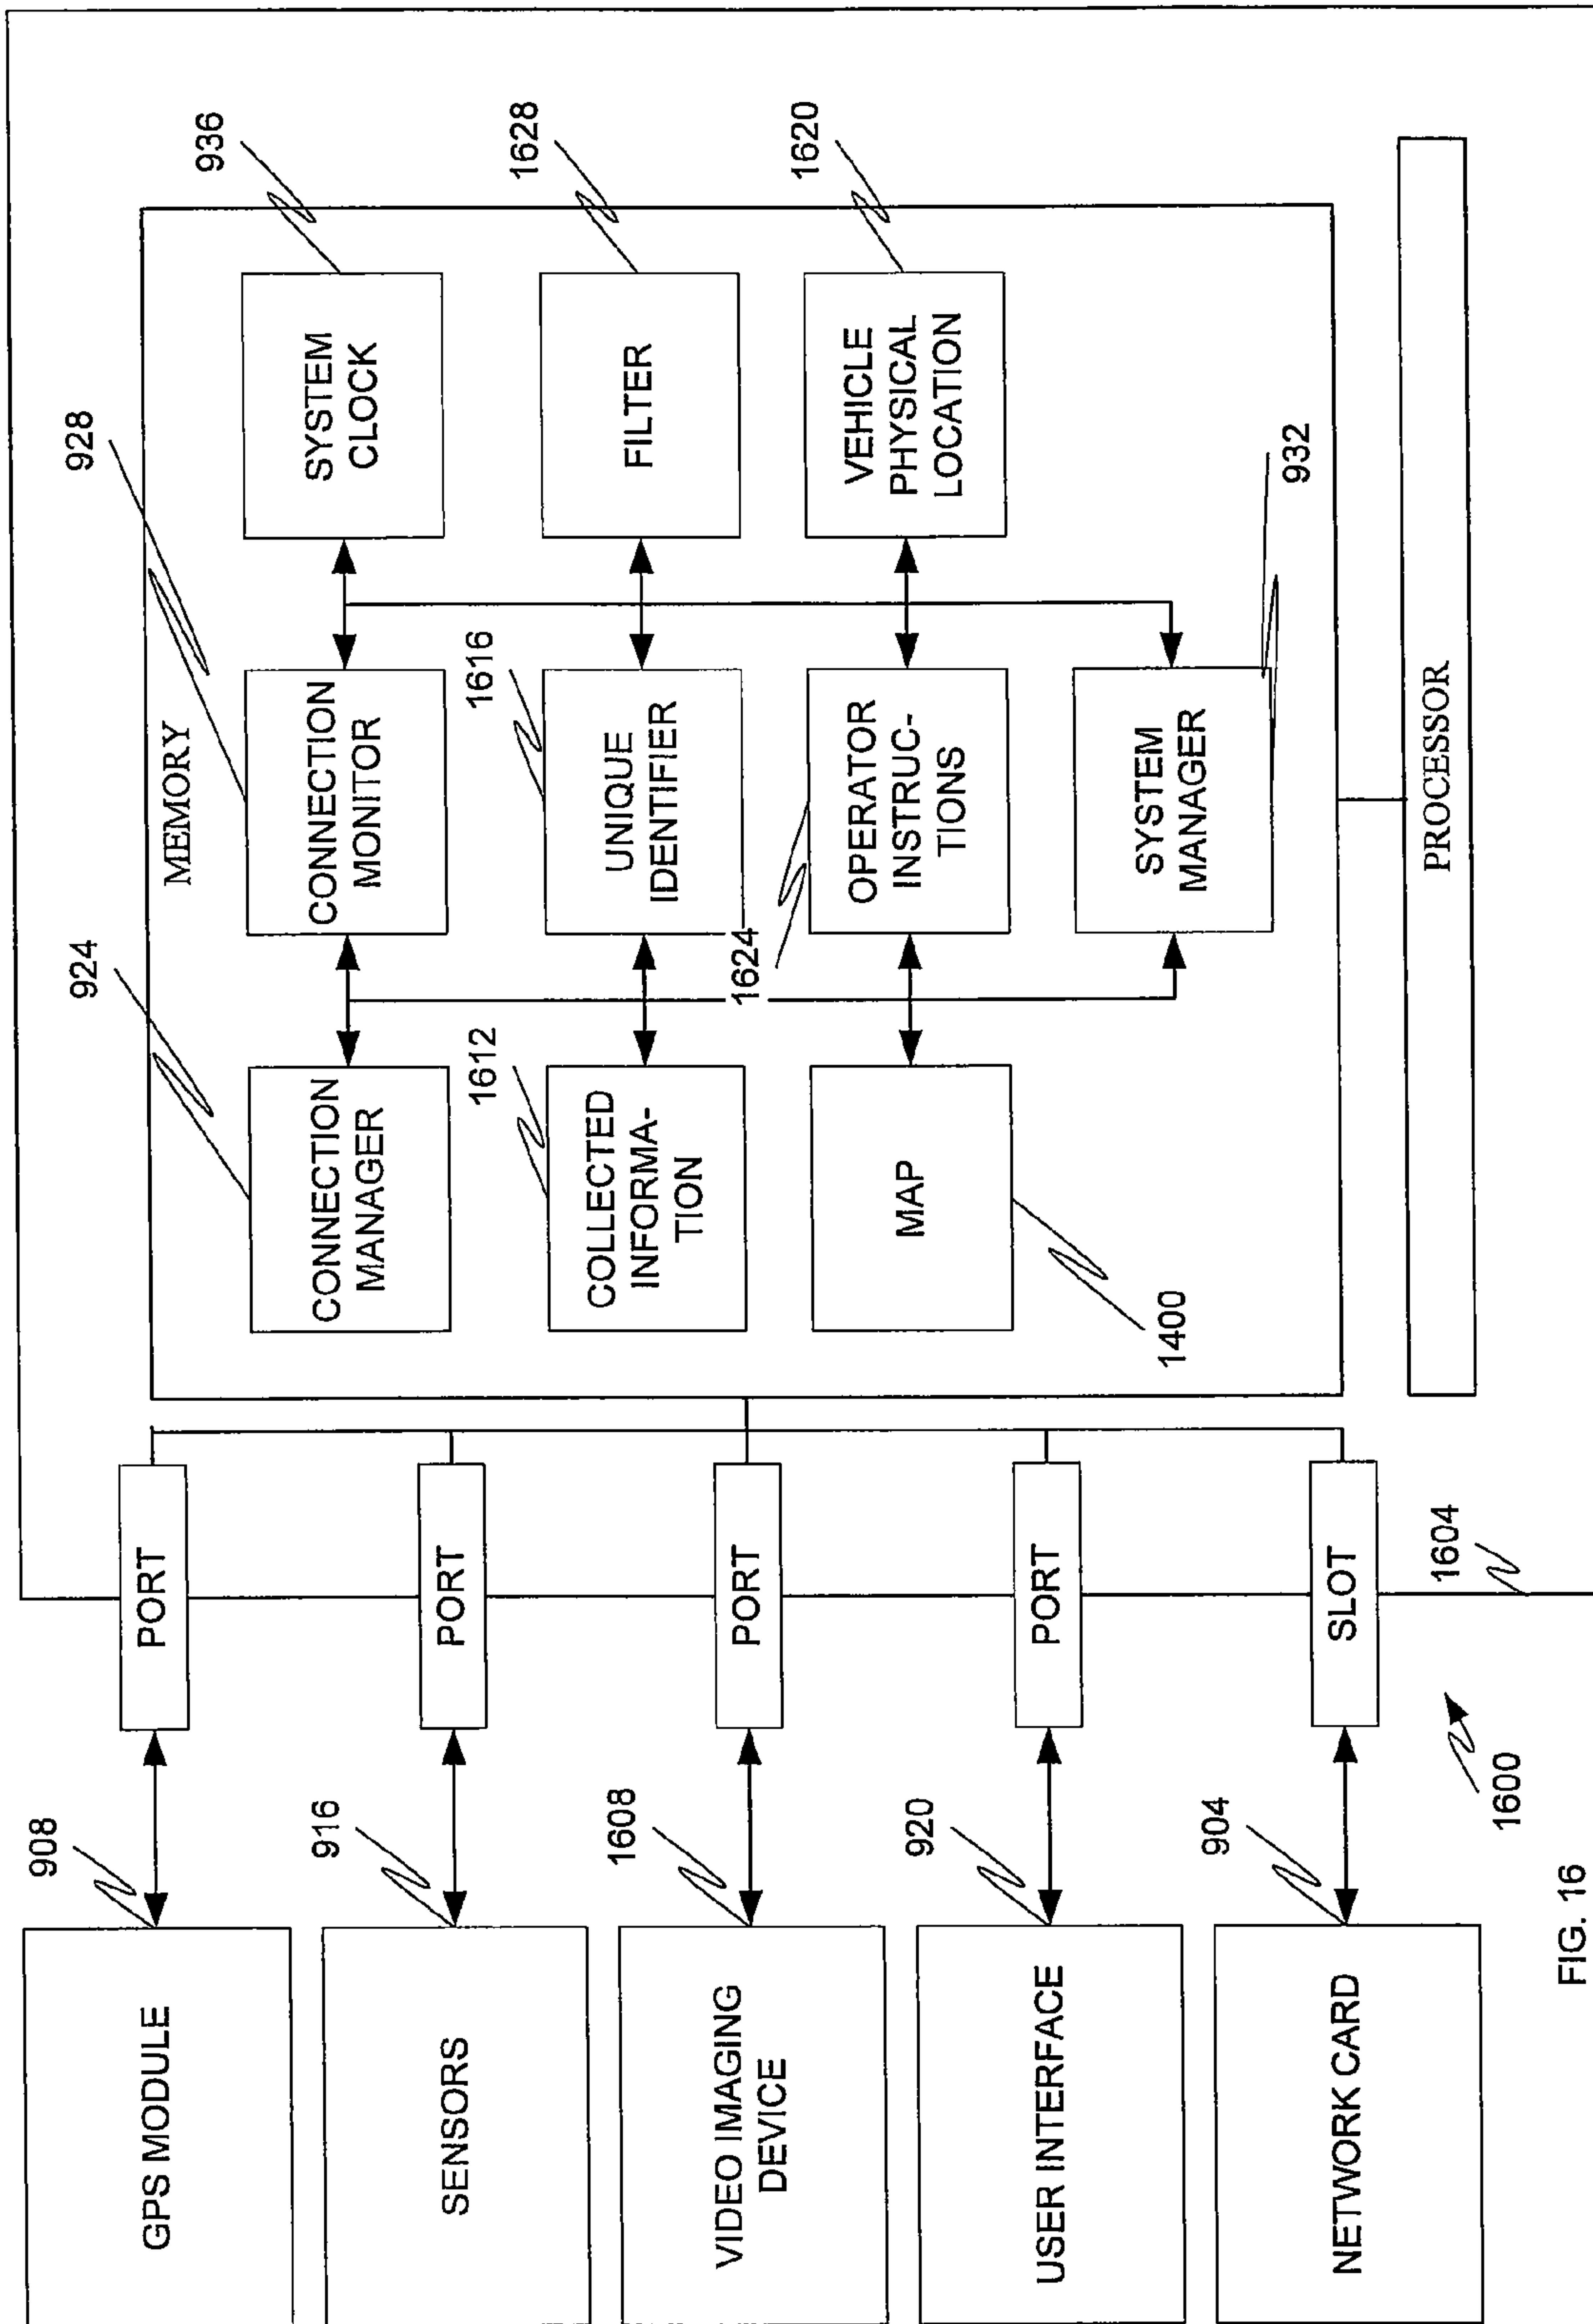 908
GPS MODULE
PORT
916
SENSORS
PORT
1608
VIDEO IMAGING
DEVICE
PORT
920
USER INTERFACE
PORT
904
NETWORK CARD
SLOT
1600
1604
MEMORY
924
CONNECTION
MANAGER
928
CONNECTION
MONITOR
936
SYSTEM
CLOCK
1612
COLLECTED
INFORMA-
TION
1616
UNIQUE
IDENTIFIER
1628
FILTER
1400
MAP
1624
OPERATOR
INSTRUC-
TIONS
1620
VEHICLE
PHYSICAL
LOCATION
SYSTEM
MANAGER
932
PROCESSOR
FIG. 16